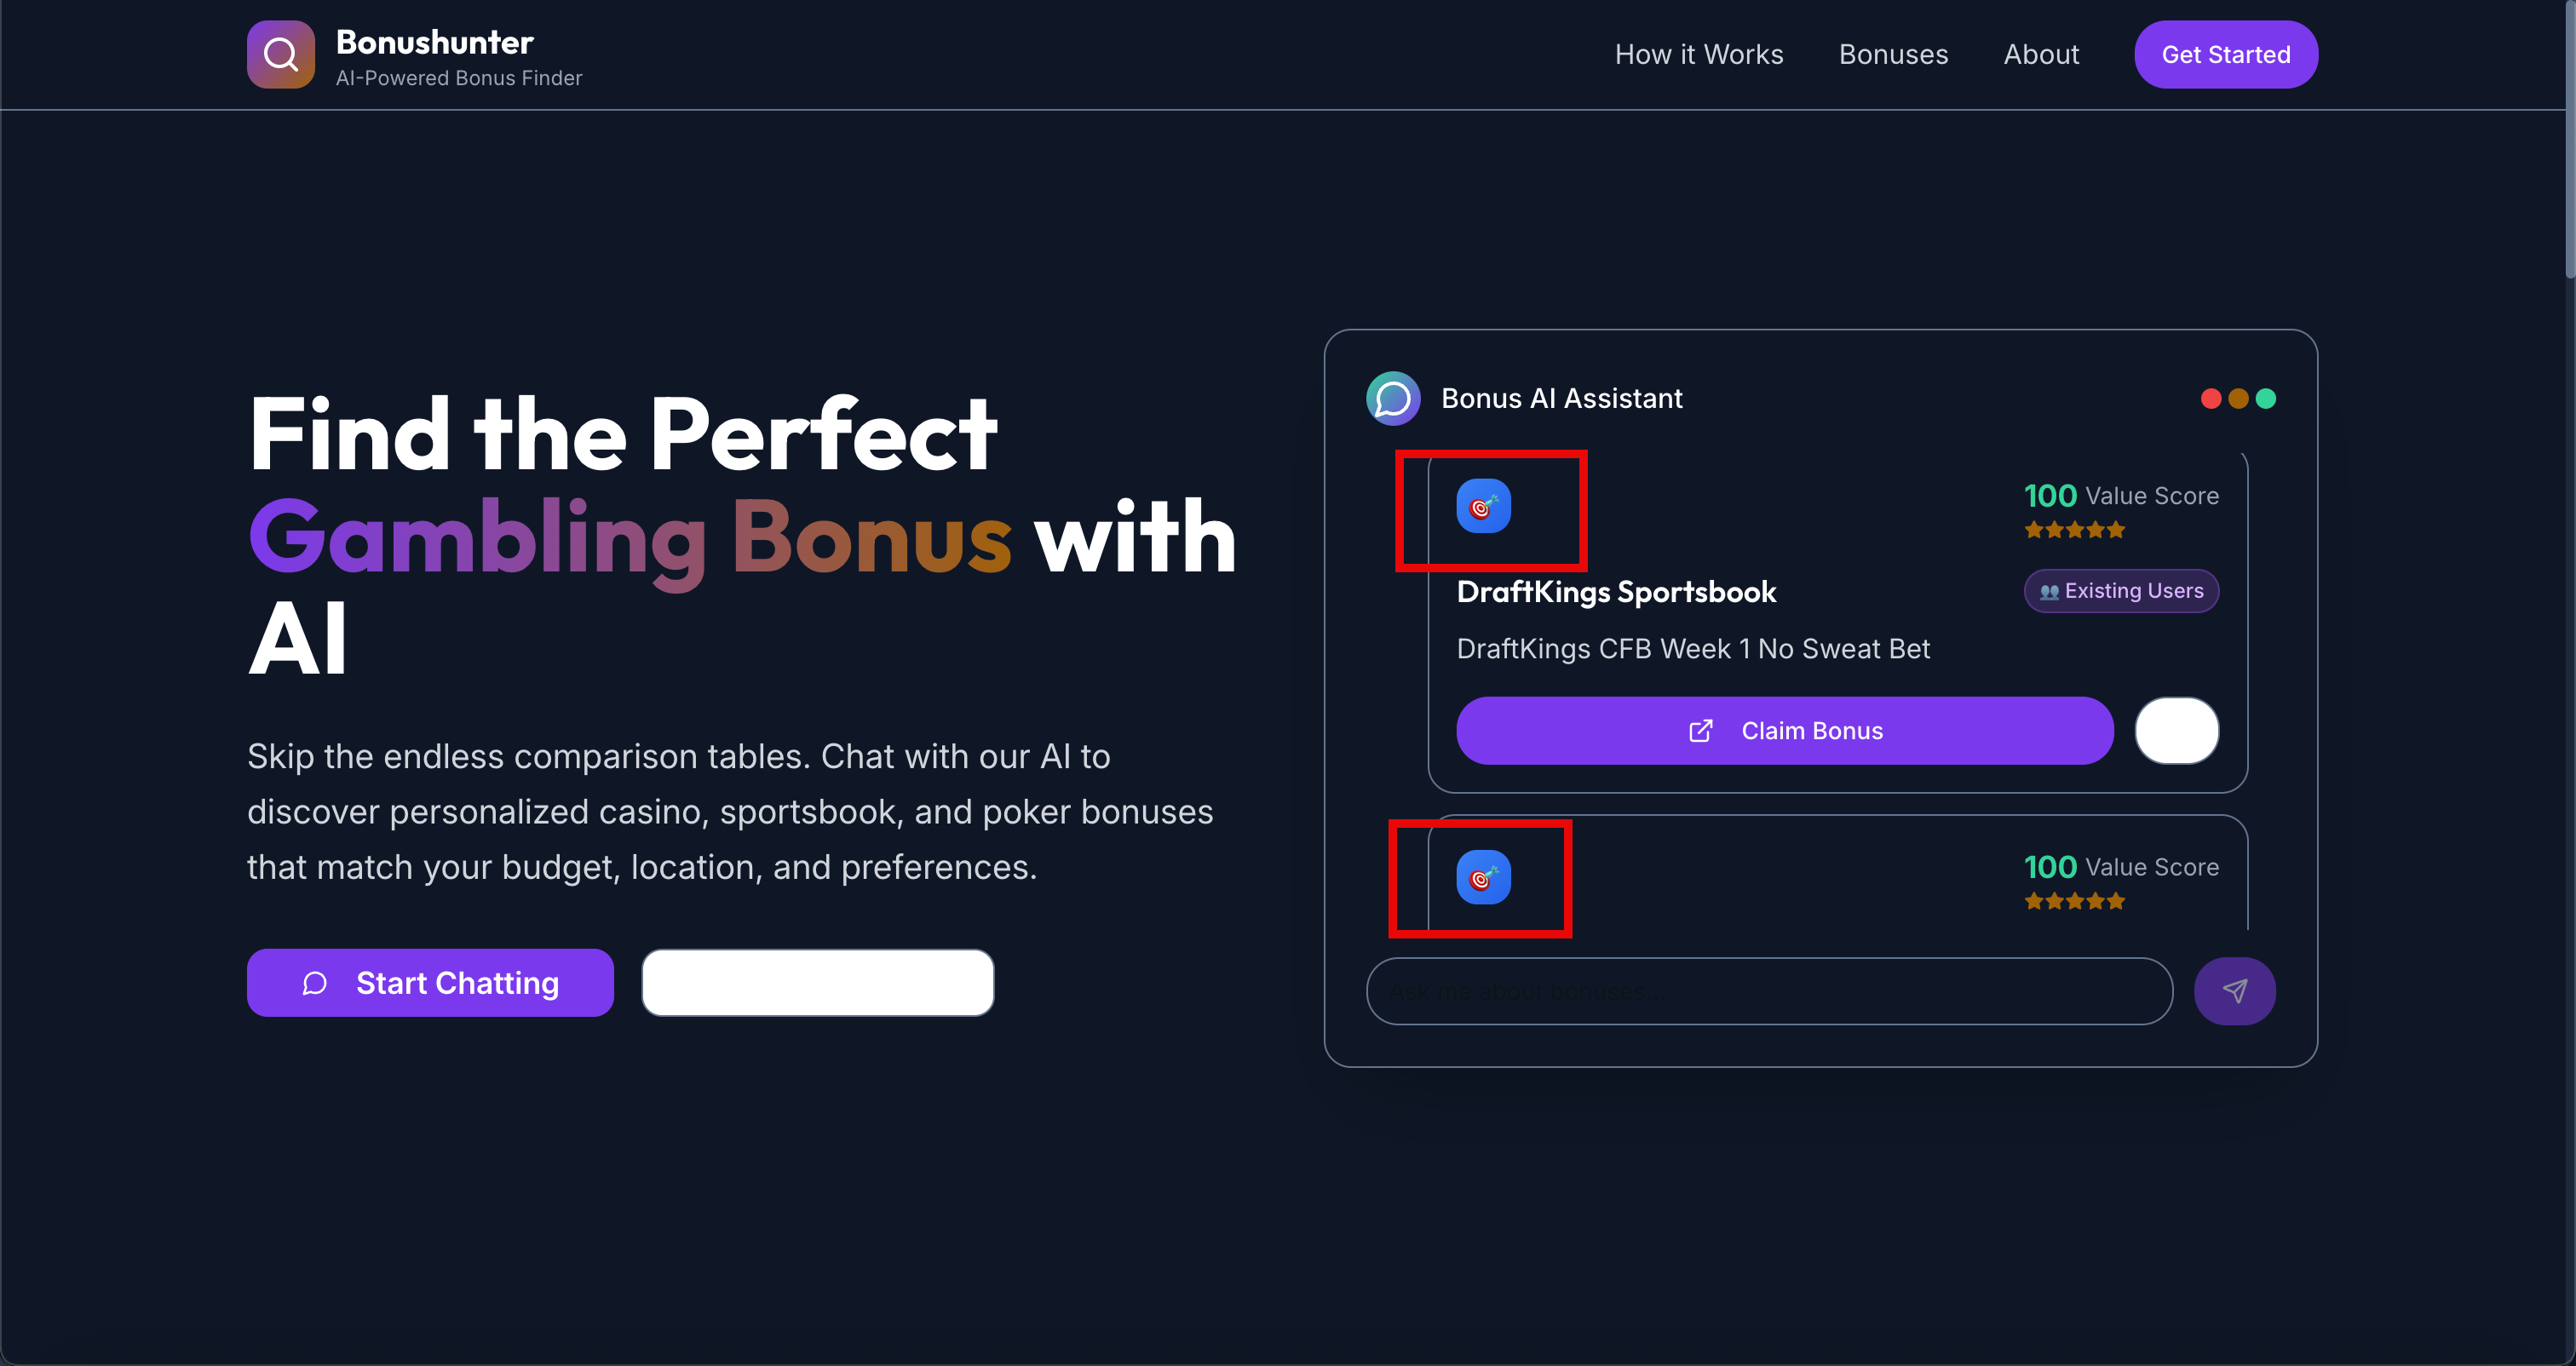 Bonushunter
AI-Powered Bonus Finder
How it Works
Bonuses
About
Get Started
Find the Perfect
Gambling Bonus with
AI
Skip the endless comparison tables. Chat with our AI to
discover personalized casino, sportsbook, and poker bonuses
that match your budget, location, and preferences.
Start Chatting
Bonus AI Assistant
100 Value Score
DraftKings Sportsbook
Existing Users
DraftKings CFB Week 1 No Sweat Bet
Claim Bonus
100 Value Score
Ask me about bonuses...